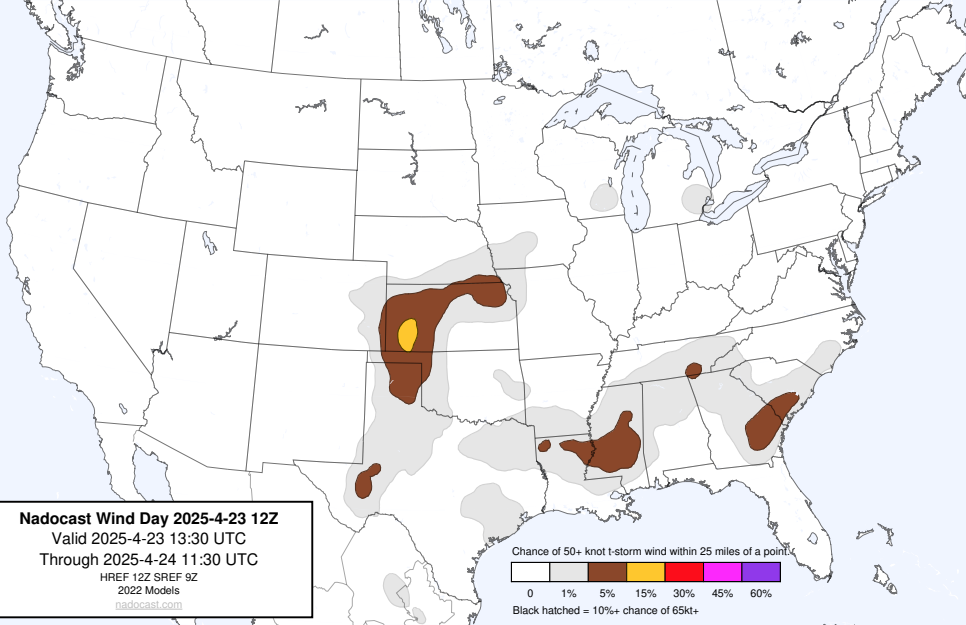 Nadocast Wind Day 2025-4-23 12Z
Valid 2025-4-23 13:30 UTC
Through 2025-4-24 11:30 UTC
HREF 12Z SREF 9Z
2022 Models
nadocast.com
Chance of 50+ knot t-storm wind within 25 miles of a point.
0 1% 5% 15% 30% 45% 60%
Black hatched = 10%+ chance of 65kt+